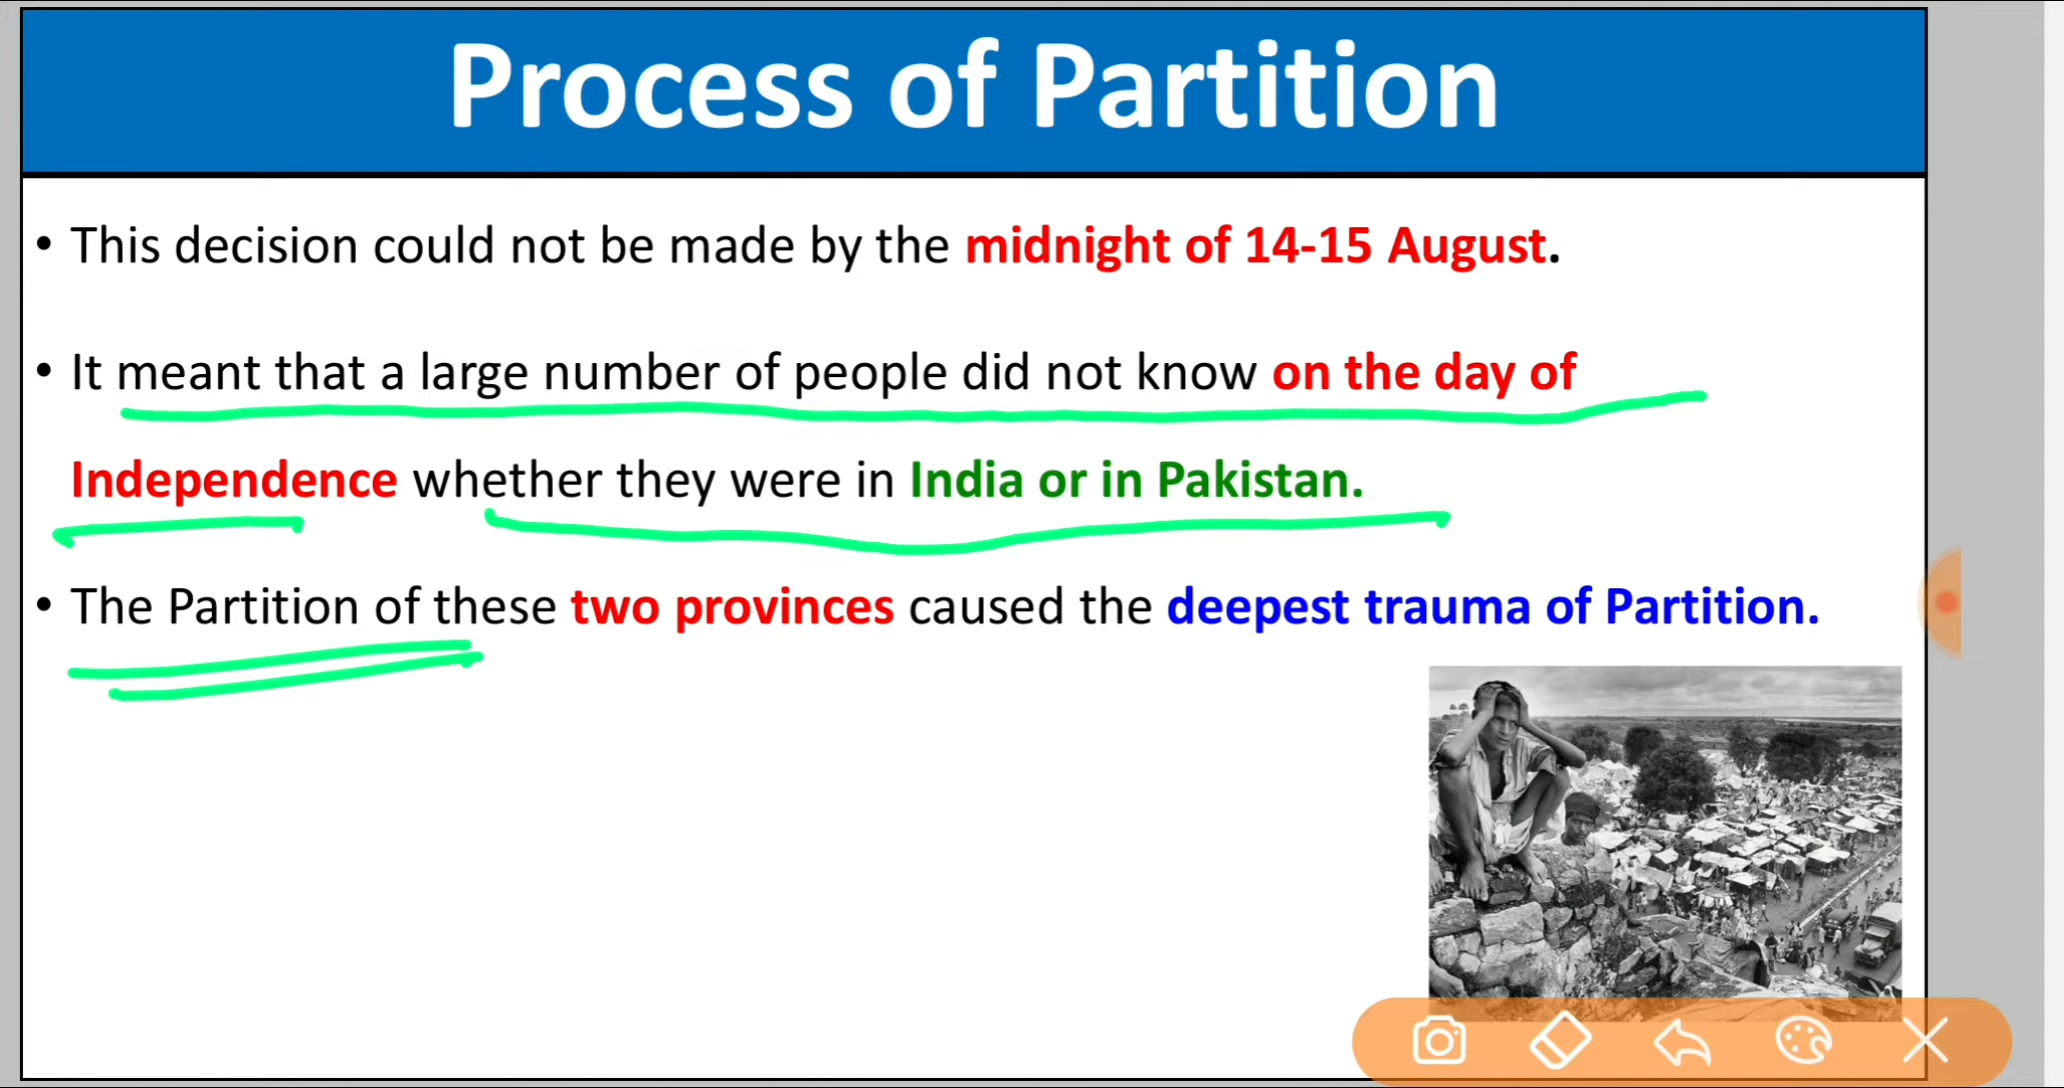 Process of Partition
• This decision could not be made by the midnight of 14-15 August.
• It meant that a large number of people did not know on the day of
Independence whether they were in India or in Pakistan.
• The Partition of these two provinces caused the deepest trauma of Partition.